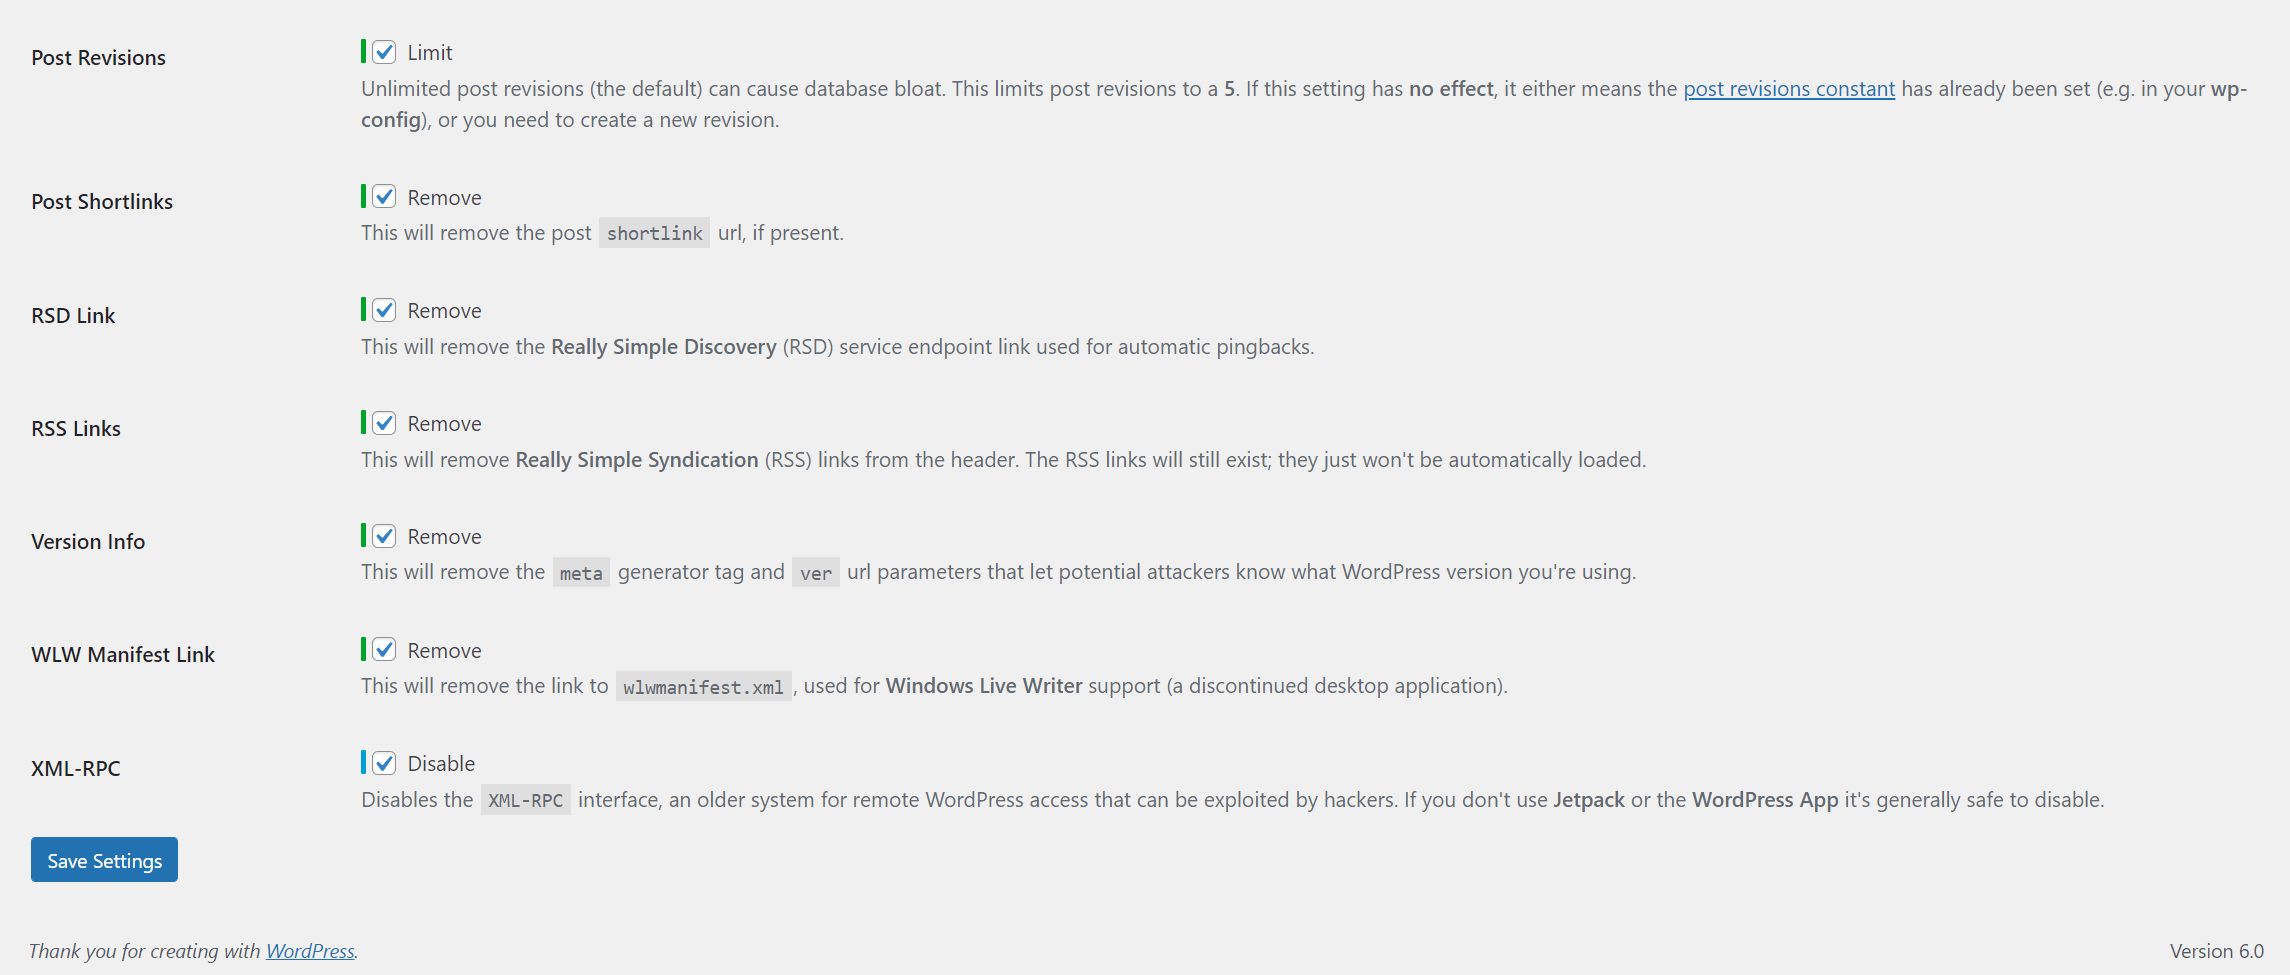 Post Revisions
Limit
Unlimited post revisions (the default) can cause database bloat. This limits post revisions to a 5. If this setting has no effect, it either means the post revisions constant has already been set (e.g. in your wp-
config), or you need to create a new revision.
Post Shortlinks
Remove
This will remove the post shortlink url, if present.
RSD Link
Remove
This will remove the Really Simple Discovery (RSD) service endpoint link used for automatic pingbacks.
RSS Links
Remove
This will remove Really Simple Syndication (RSS) links from the header. The RSS links will still exist; they just won't be automatically loaded.
Version Info
Remove
This will remove the meta generator tag and ver url parameters that let potential attackers know what WordPress version you're using.
WLW Manifest Link
Remove
This will remove the link to wlwmanifest.xml, used for Windows Live Writer support (a discontinued desktop application).
XML-RPC
Disable
Disables the XML-RPC interface, an older system for remote WordPress access that can be exploited by hackers. If you don't use Jetpack or the WordPress App it's generally safe to disable.
Save Settings
Thank you for creating with WordPress.
Version 6.0